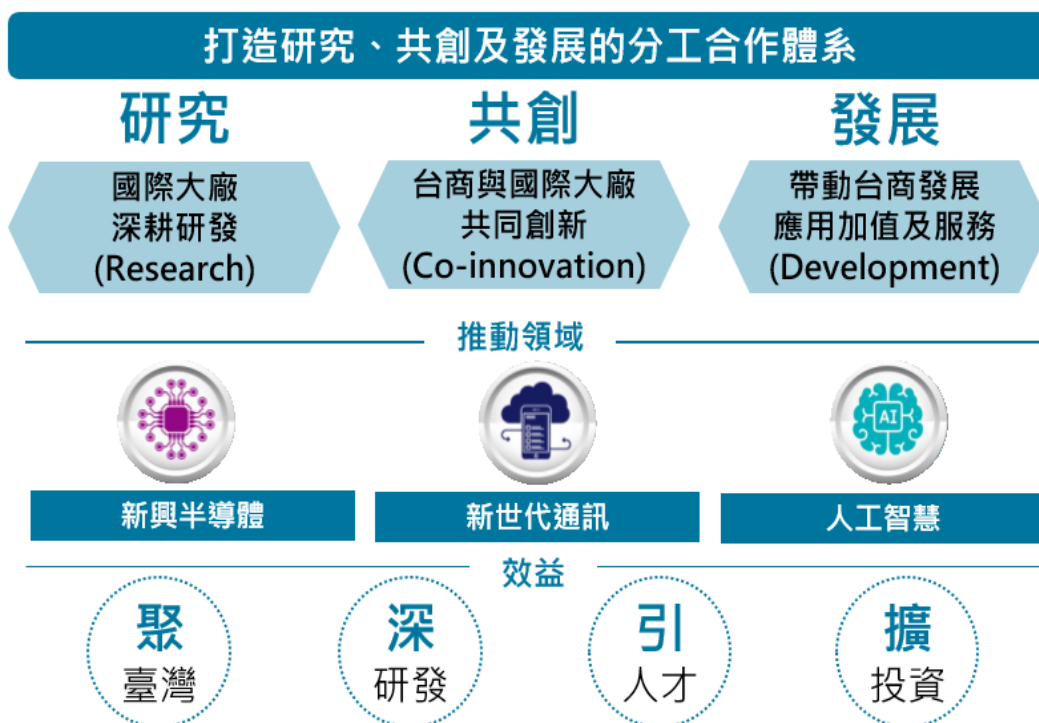 打造研究、共創及發展的分工合作體系
研究
國際大廠
深耕研發
(Research)
共創
台商與國際大廠
共同創新
(Co-innovation)
發展
帶動台商發展
應用加值及服務
(Development)
推動領域
新興半導體
新世代通訊
AI
人工智慧
效益
聚
臺灣
深
研發
引
人才
擴
投資